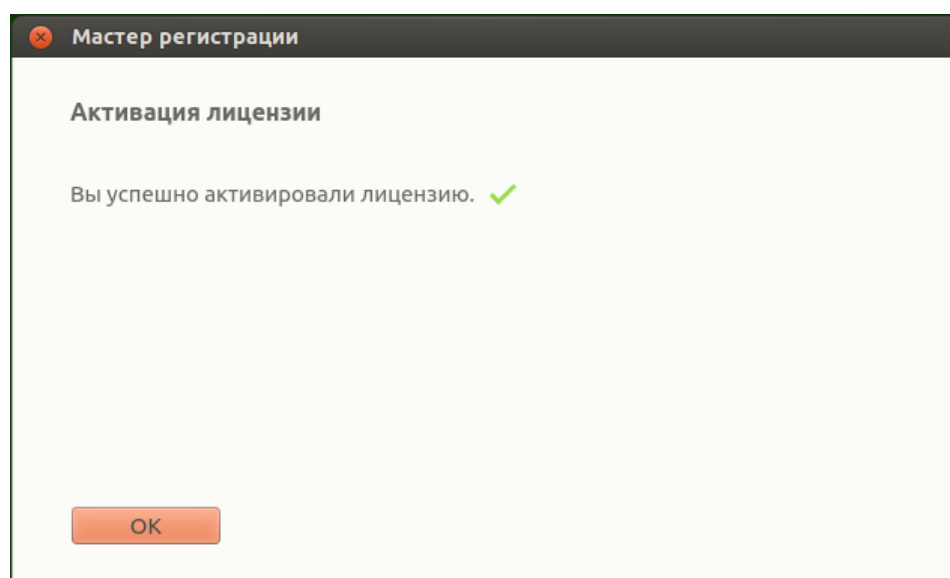 Мастер регистрации
Активация лицензии
Вы успешно активировали лицензию.
OK